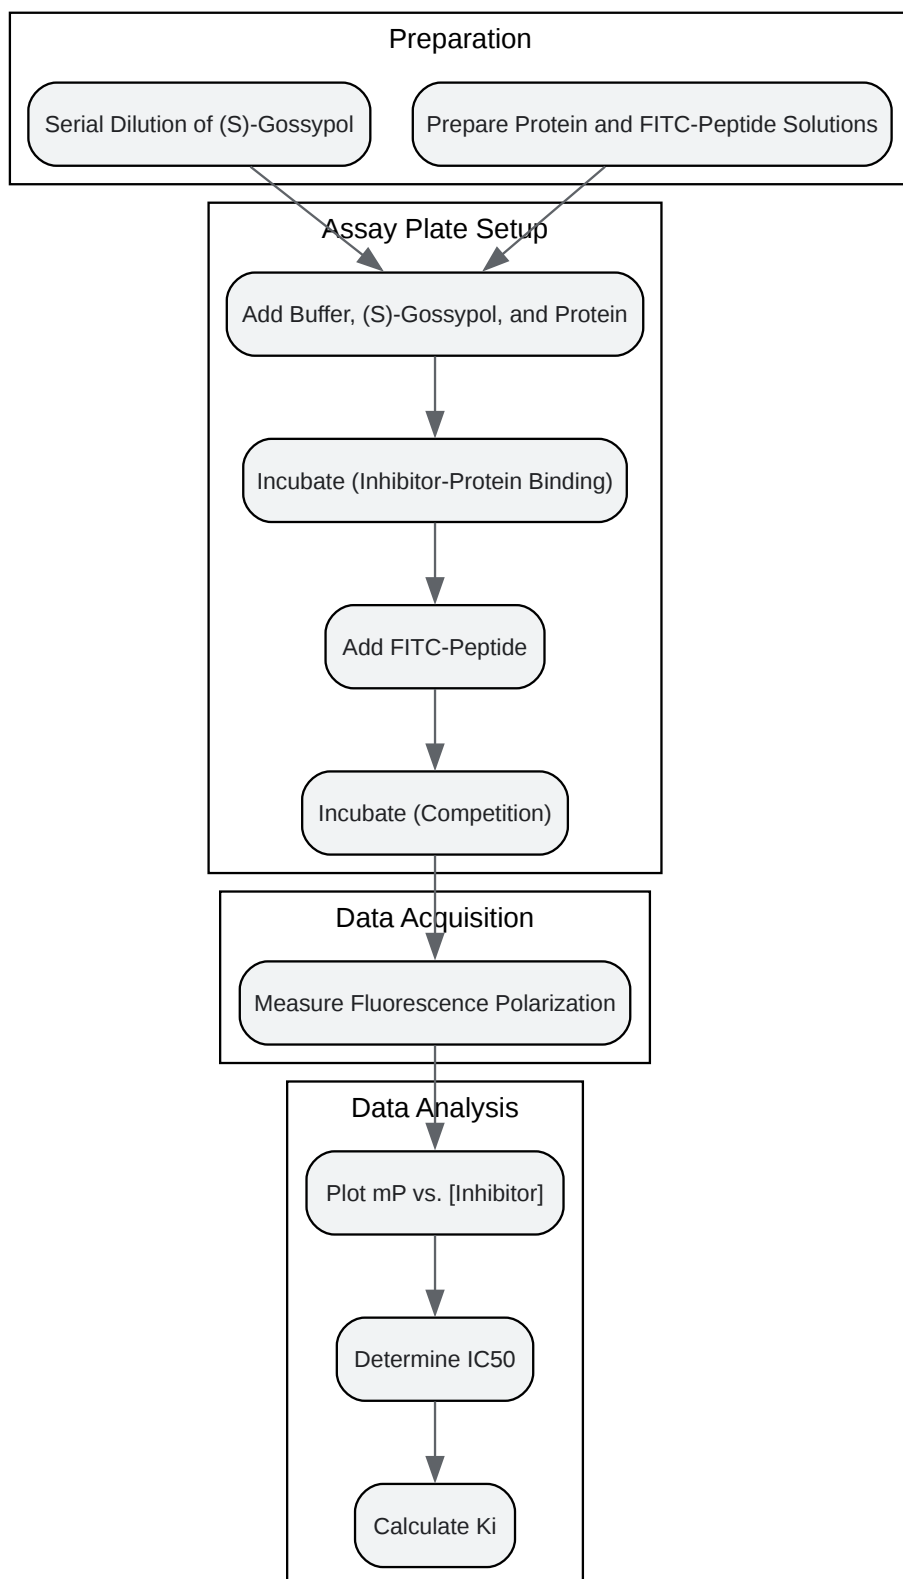 Preparation
Serial Dilution of (S)-Gossypol
Prepare Protein and FITC-Peptide Solutions
Assay Plate Setup
Add Buffer, (S)-Gossypol, and Protein
Incubate (Inhibitor-Protein Binding)
Add FITC-Peptide
Incubate (Competition)
Data Acquisition
Measure Fluorescence Polarization
Data Analysis
Plot mP vs. [Inhibitor]
Determine IC50
Calculate Ki